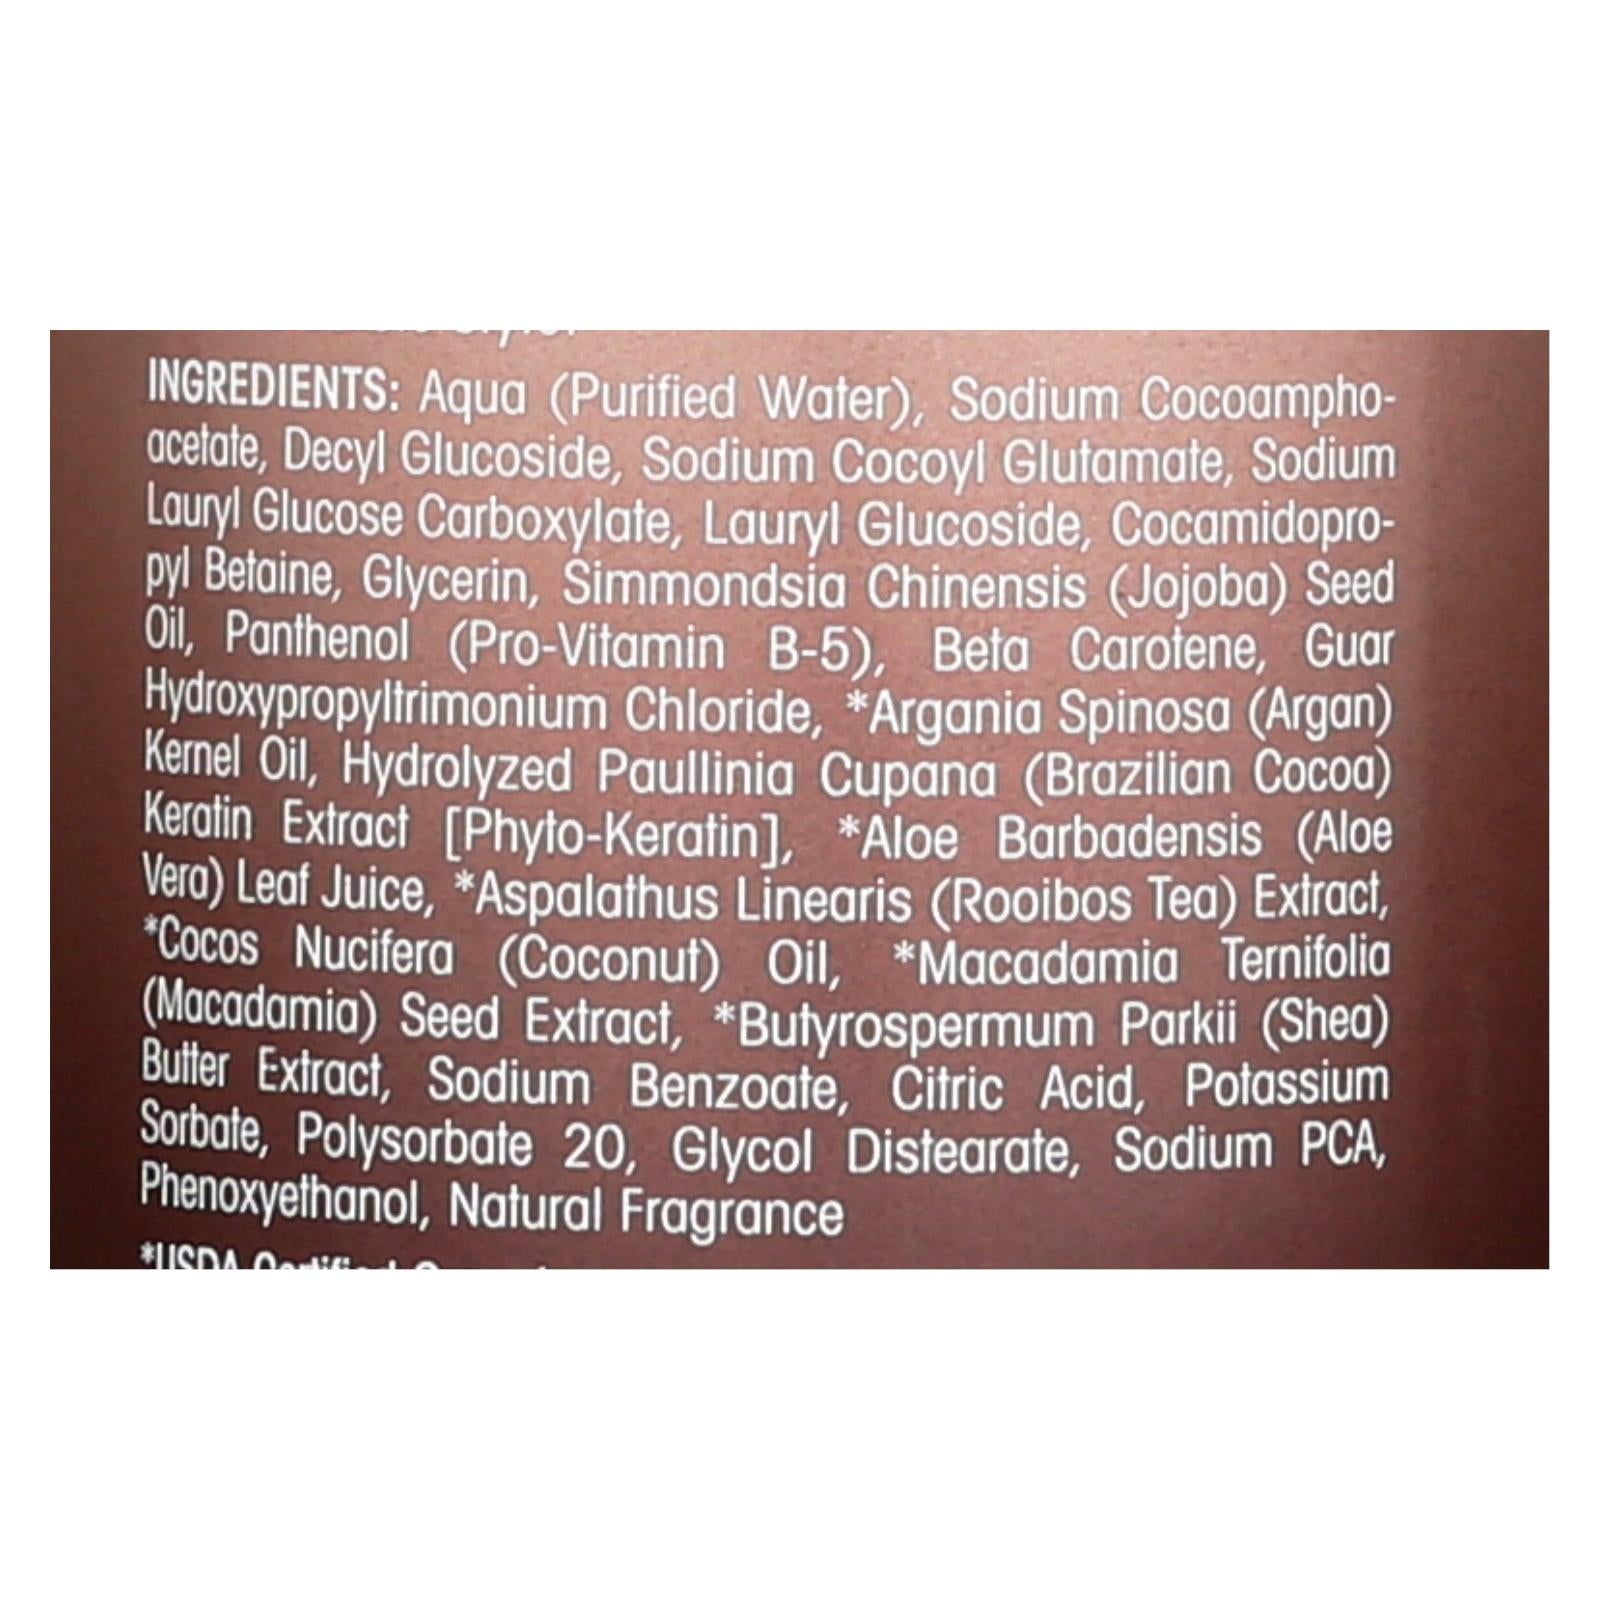 INGREDIENTS: Aqua (Purified Water), Sodium Cocoampho-
acetate, Decyl Glucoside, Sodium Cocoyl Glutamate, Sodium
Lauryl Glucose Carboxylate, Lauryl Glucoside, Cocamidopro-
pyl Betaine, Glycerin, Simmondsia Chinensis (Jojoba) Seed
Oil, Panthenol (Pro-Vitamin B-5), Beta Carotene, Guar
Hydroxypropyltrimonium Chloride, *Argania Spinosa (Argan)
Kernel Oil, Hydrolyzed Paullinia Cupana (Brazilian Cocoa)
Keratin Extract [Phyto-Keratin], *Aloe Barbadensis (Aloe
Vera) Leaf Juice, *Aspalathus Linearis (Rooibos Tea) Extract,
*Cocos Nucifera (Coconut) Oil, *Macadamia Ternifolia
(Macadamia) Seed Extract, *Butyrospermum Parkii (Shea)
Butter Extract, Sodium Benzoate, Citric Acid, Potassium
Sorbate, Polysorbate 20, Glycol Distearate, Sodium PCA,
Phenoxyethanol, Natural Fragrance
*USDA Certified